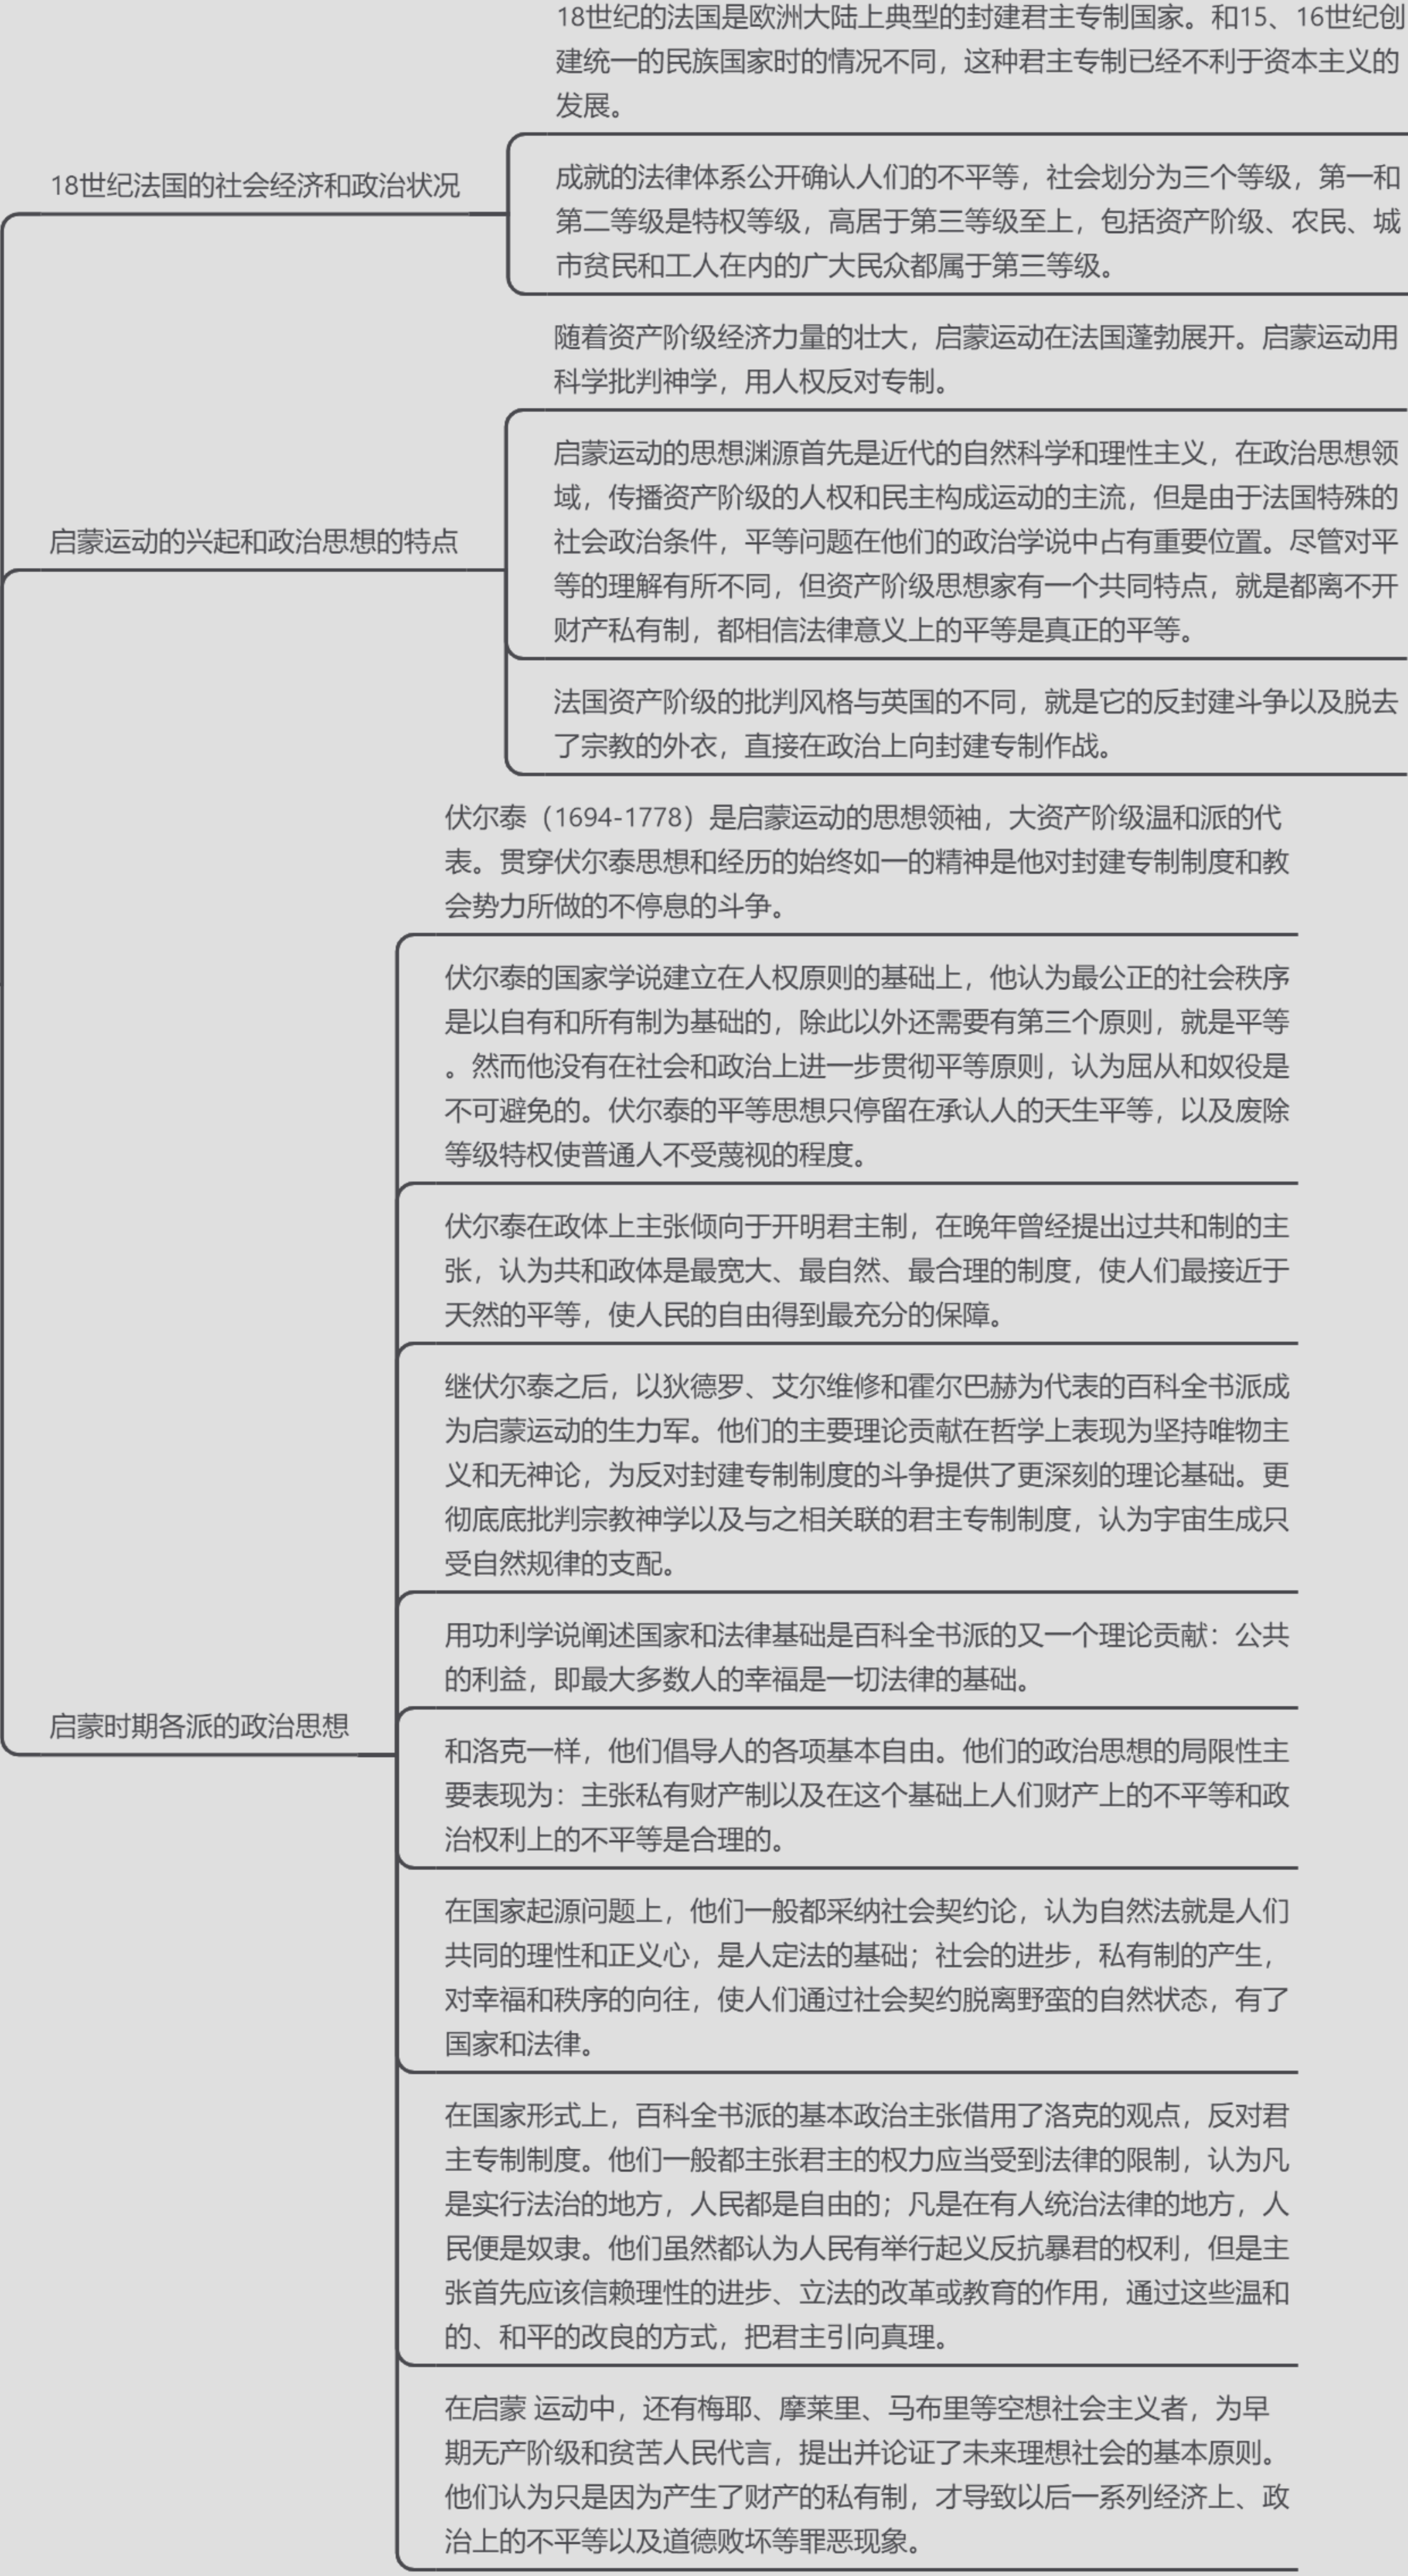 18世纪的法国是欧洲大陆上典型的封建君主专制国家。和15、16世纪创
建统一的民族国家时的情况不同，这种君主专制已经不利于资本主义的
发展。
18世纪法国的社会经济和政治状况
成就的法律体系公开确认人们的不平等，社会划分为三个等级，第一和
第二等级是特权等级，高居于第三等级至上，包括资产阶级、农民、城
市贫民和工人在内的广大民众都属于第三等级。
随着资产阶级经济力量的壮大，启蒙运动在法国蓬勃展开。启蒙运动用
科学批判神学，用人权反对专制。
启蒙运动的兴起和政治思想的特点
启蒙运动的思想渊源首先是近代的自然科学和理性主义，在政治思想领
域，传播资产阶级的人权和民主构成运动的主流，但是由于法国特殊的
社会政治条件，平等问题在他们的政治学说中占有重要位置。尽管对平
等的理解有所不同，但资产阶级思想家有一个共同特点，就是都离不开
财产私有制，都相信法律意义上的平等是真正的平等。
法国资产阶级的批判风格与英国的不同，就是它的反封建斗争以及脱去
了宗教的外衣，直接在政治上向封建专制作战。
启蒙时期各派的政治思想
伏尔泰（1694-1778）是启蒙运动的思想领袖，大资产阶级温和派的代
表。贯穿伏尔泰思想和经历的始终如一的精神是他对封建专制制度和教
会势力所做的不停息的斗争。
伏尔泰的国家学说建立在人权原则的基础上，他认为最公正的社会秩序
是以自有和所有制为基础的，除此以外还需要有第三个原则，就是平等
。然而他没有在社会和政治上进一步贯彻平等原则，认为屈从和奴役是
不可避免的。伏尔泰的平等思想只停留在承认人的天生平等，以及废除
等级特权使普通人不受蔑视的程度。
伏尔泰在政体上主张倾向于开明君主制，在晚年曾经提出过共和制的主
张，认为共和政体是最宽大、最自然、最合理的制度，使人们最接近于
天然的平等，使人民的自由得到最充分的保障。
继伏尔泰之后，以狄德罗、艾尔维修和霍尔巴赫为代表的百科全书派成
为启蒙运动的生力军。他们的主要理论贡献在哲学上表现为坚持唯物主
义和无神论，为反对封建专制制度的斗争提供了更深刻的理论基础。更
彻底底批判宗教神学以及与之相关联的君主专制制度，认为宇宙生成只
受自然规律的支配。
用功利学说阐述国家和法律基础是百科全书派的又一个理论贡献：公共
的利益，即最大多数人的幸福是一切法律的基础。
和洛克一样，他们倡导人的各项基本自由。他们的政治思想的局限性主
要表现为：主张私有财产制以及在这个基础上人们财产上的不平等和政
治权利上的不平等是合理的。
在国家起源问题上，他们一般都采纳社会契约论，认为自然法就是人们
共同的理性和正义心，是人定法的基础；社会的进步，私有制的产生，
对幸福和秩序的向往，使人们通过社会契约脱离野蛮的自然状态，有了
国家和法律。
在国家形式上，百科全书派的基本政治主张借用了洛克的观点，反对君
主专制制度。他们一般都主张君主的权力应当受到法律的限制，认为凡
是实行法治的地方，人民都是自由的；凡是在有人统治法律的地方，人
民便是奴隶。他们虽然都认为人民有举行起义反抗暴君的权利，但是主
张首先应该信赖理性的进步、立法的改革或教育的作用，通过这些温和
的、和平的改良的方式，把君主引向真理。
在启蒙 运动中，还有梅耶、摩莱里、马布里等空想社会主义者，为早
期无产阶级和贫苦人民代言，提出并论证了未来理想社会的基本原则。
他们认为只是因为产生了财产的私有制，才导致以后一系列经济上、政
治上的不平等以及道德败坏等罪恶现象。